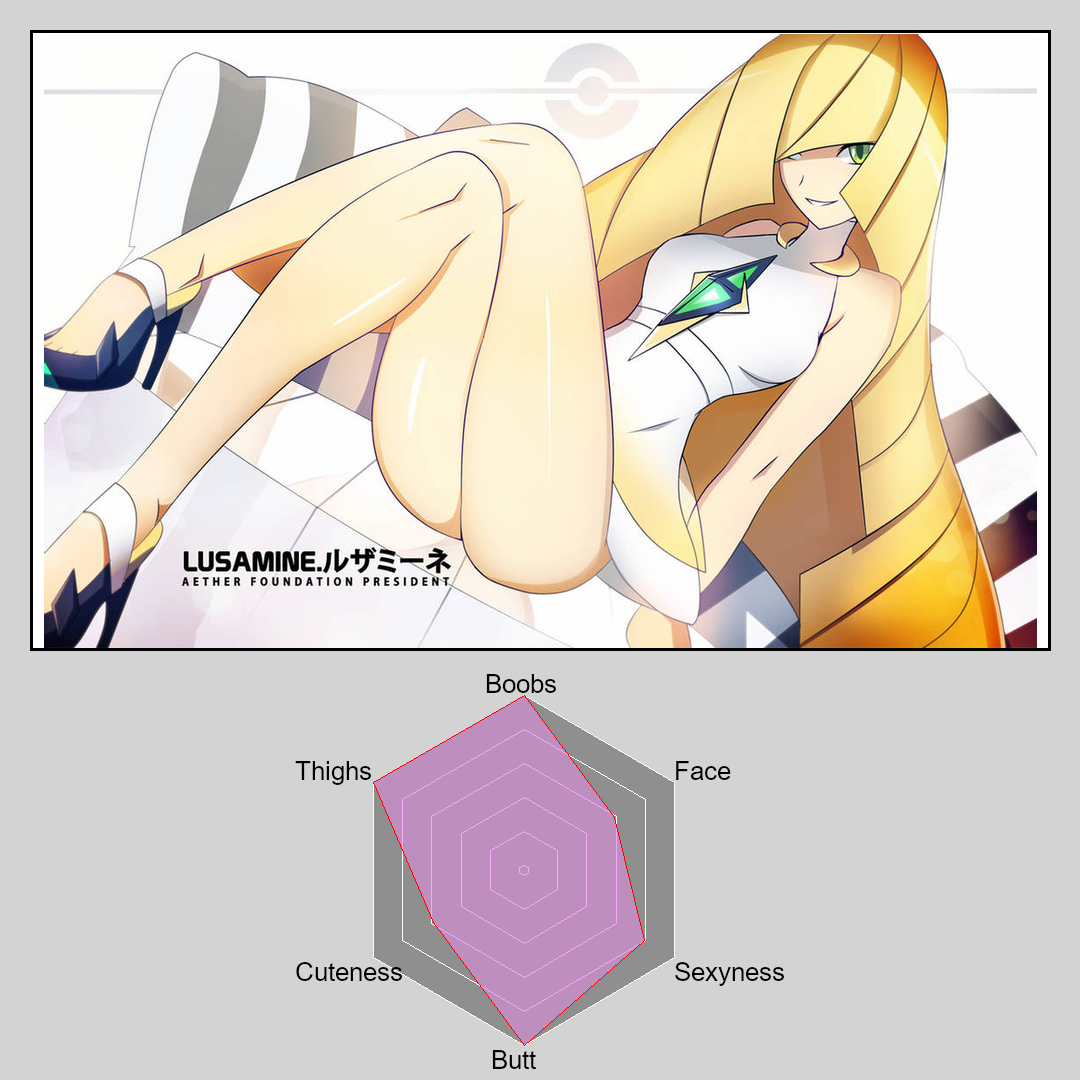 LUSAMINE.ルザミーネ
AETHER FOUNDATION PRESIDENT
Boobs
Thighs
Face
Cuteness
Sexyness
Butt